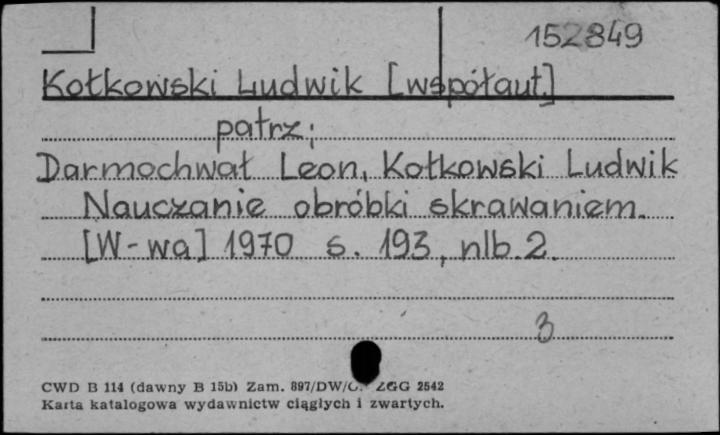 152849
Kotkowski Ludwik [współaut.]
patrz;
Darmochwał Leon, Kotkowski Ludwik
Nauczanie obróbki skrawaniem.
[W-wa] 1970 s. 193, nlb. 2.
3
CWD B 114 (dawny B 15b) Zam. 897/DW/ ZGG 2542
Karta katalogowa wydawnictw ciągłych i zwartych.